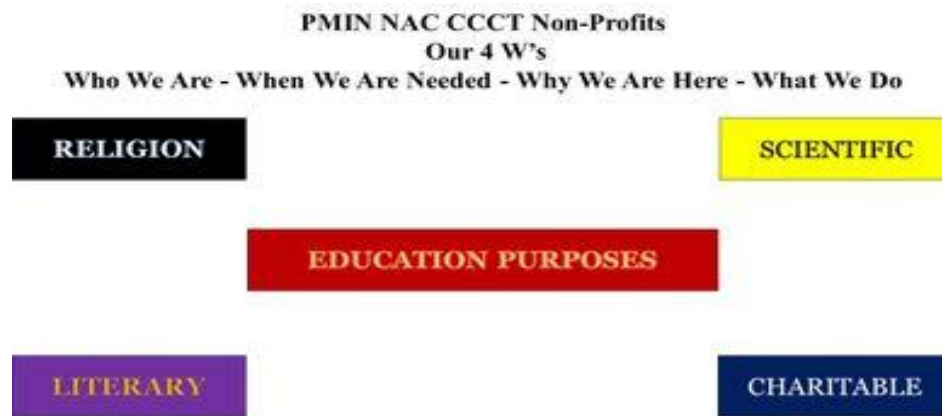 PMIN NAC CCCT Non-Profits
Our 4 W's
Who We Are - When We Are Needed - Why We Are Here - What We Do
RELIGION
SCIENTIFIC
EDUCATION PURPOSES
LITERARY
CHARITABLE